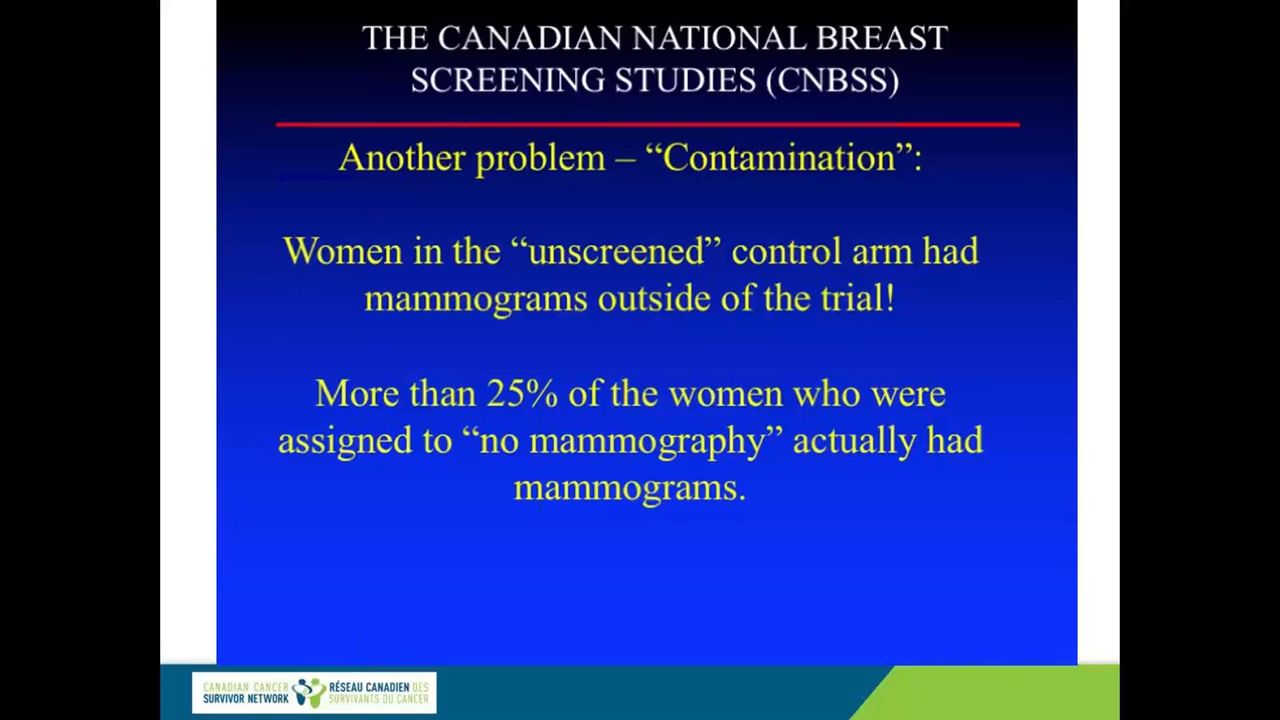 THE CANADIAN NATIONAL BREAST
SCREENING STUDIES (CNBSS)
Another problem – “Contamination”:
Women in the “unscreened” control arm had
mammograms outside of the trial!
More than 25% of the women who were
assigned to “no mammography” actually had
mammograms.
CANADIAN CANCER
SURVIVOR NETWORK
RÉSEAU CANADIEN DES
SURVIVANTS DU CANCER